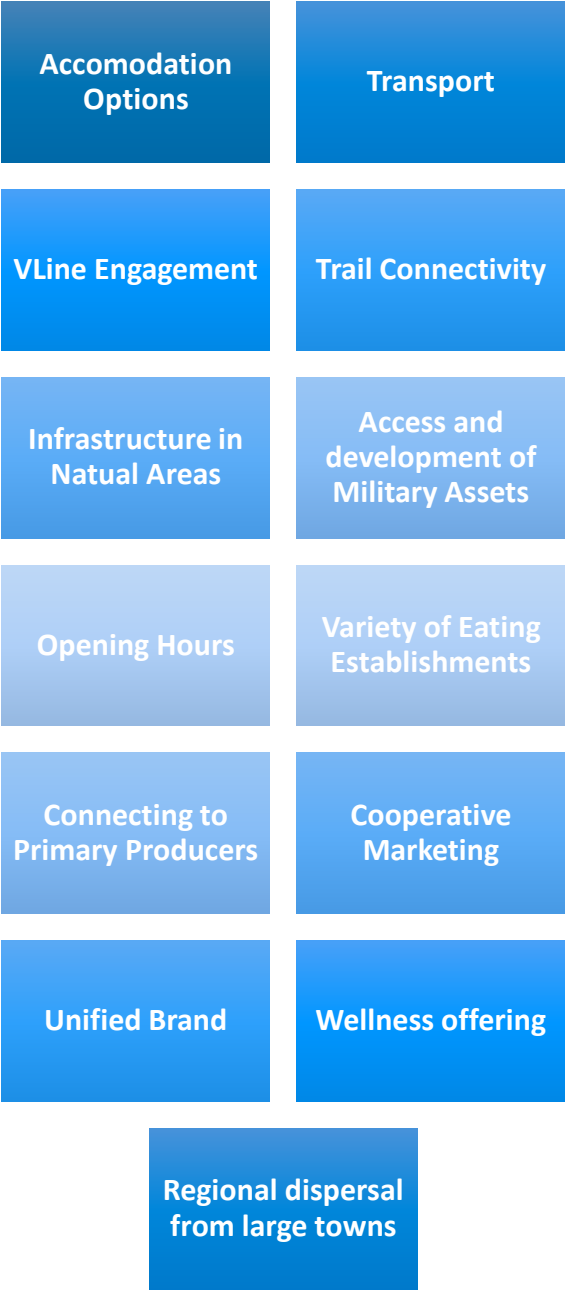 Accomodation
Options
Transport
VLine Engagement
Trail Connectivity
Infrastructure in
Natual Areas
Access and
development of
Military Assets
Opening Hours
Variety of Eating
Establishments
Connecting to
Primary Producers
Cooperative
Marketing
Unified Brand
Wellness offering
Regional dispersal
from large towns